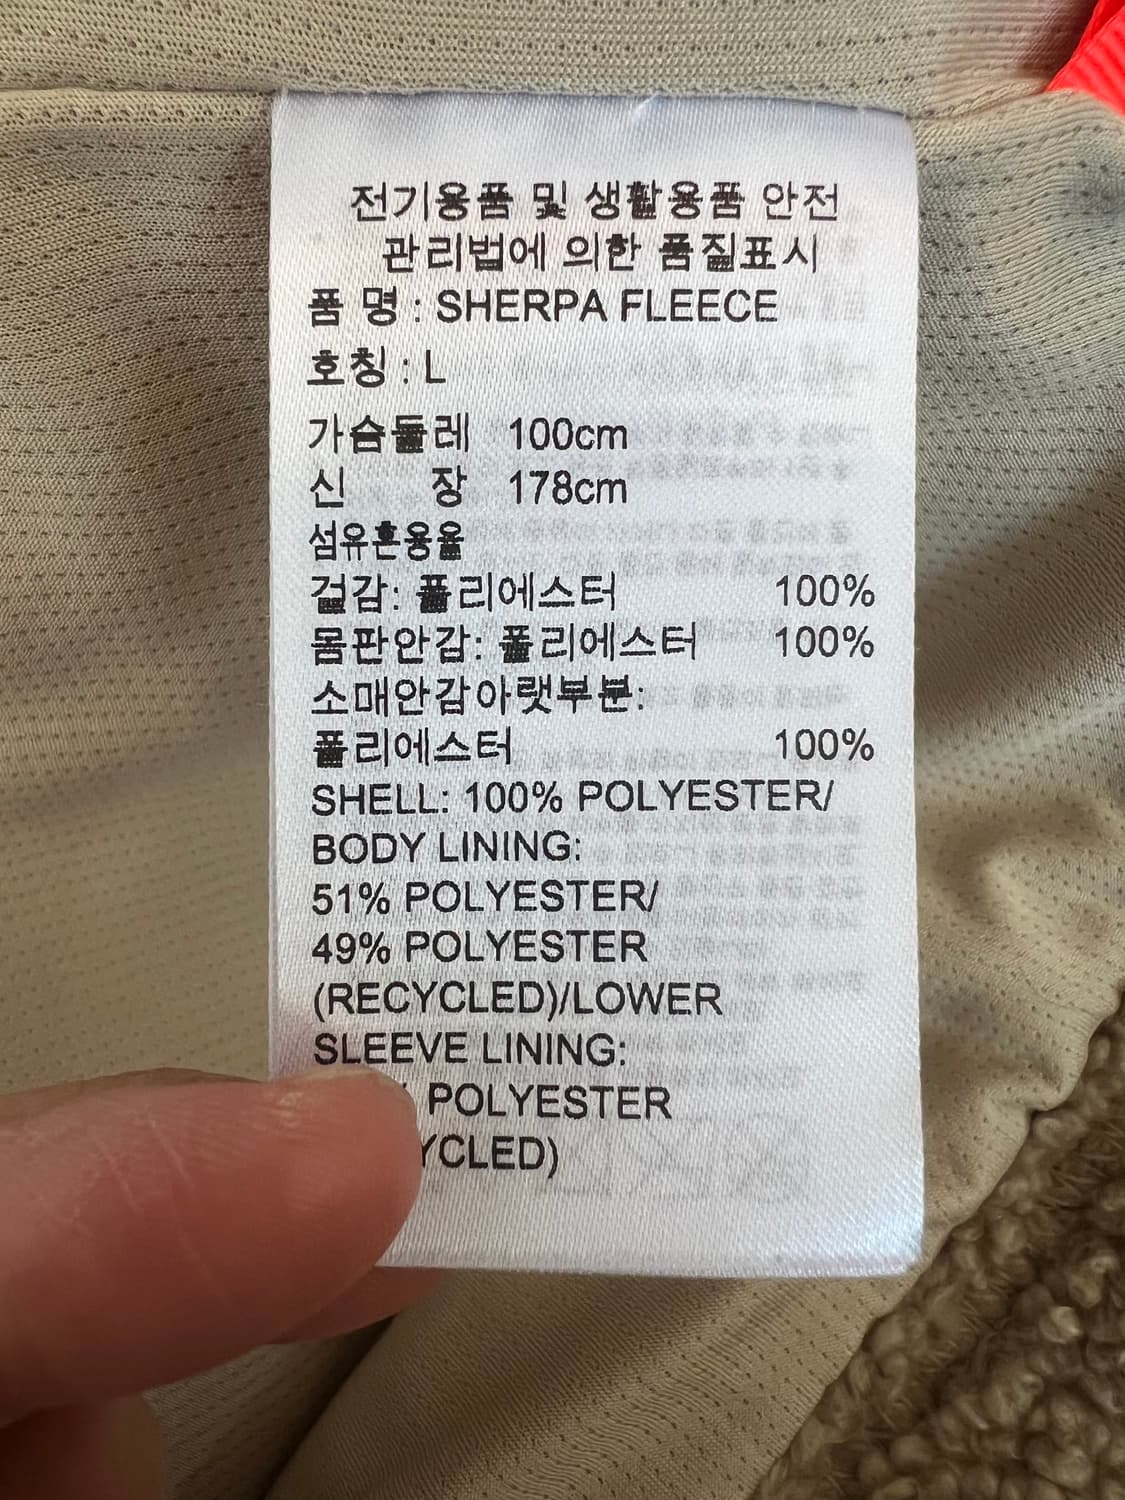 전기용품 및 생활용품 안전
관리법에 의한 품질표시
품 명 : SHERPA FLEECE
호칭 : L
가슴둘레 100cm
신 장 178cm
섬유혼용율
겉감: 폴리에스터 100%
몸판안감: 폴리에스터 100%
소매안감아랫부분:
폴리에스터 100%
SHELL: 100% POLYESTER/
BODY LINING:
51% POLYESTER/
49% POLYESTER
(RECYCLED)/LOWER
SLEEVE LINING:
POLYESTER
YCLED)